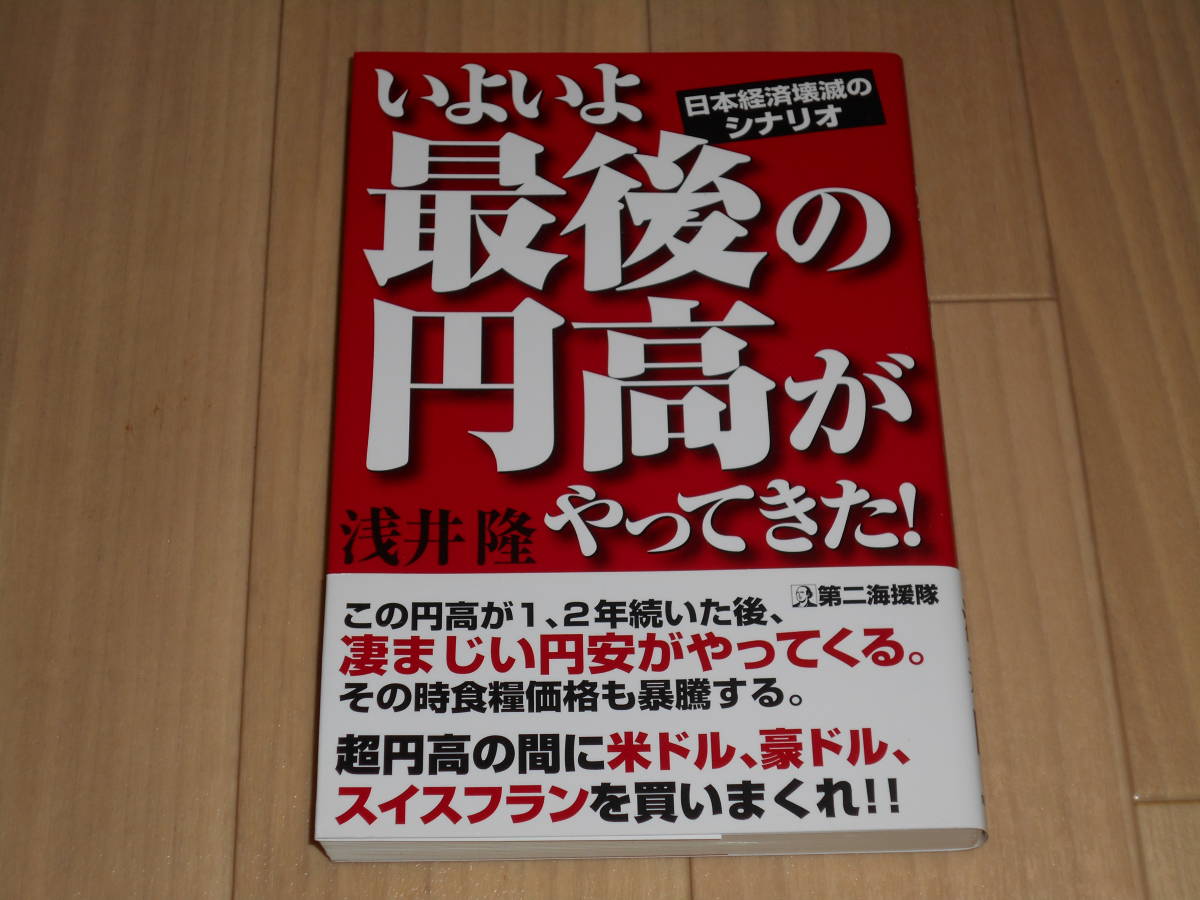 いよいよ
日本経済壊滅の
シナリオ
最後の
円高が
やってきた!
浅井隆
第二海援隊
この円高が1、2年続いた後、
凄まじい円安がやってくる。
その時食糧価格も暴騰する。
超円高の間に米ドル、豪ドル、
スイスフランを買いまくれ!!